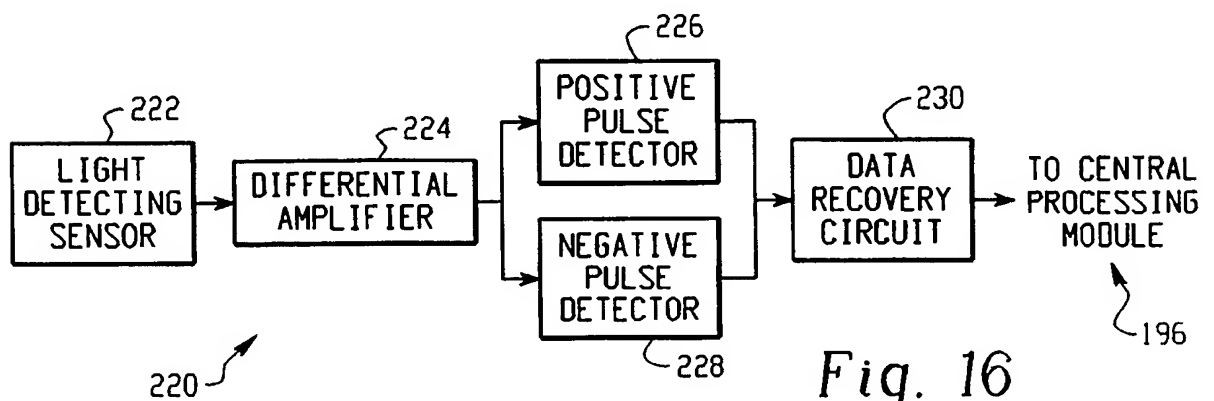 222
LIGHT
DETECTING
SENSOR
224
DIFFERENTIAL
AMPLIFIER
226
POSITIVE
PULSE
DETECTOR
NEGATIVE
PULSE
DETECTOR
228
230
DATA
RECOVERY
CIRCUIT
TO CENTRAL
PROCESSING
MODULE
196
220
Fig. 16